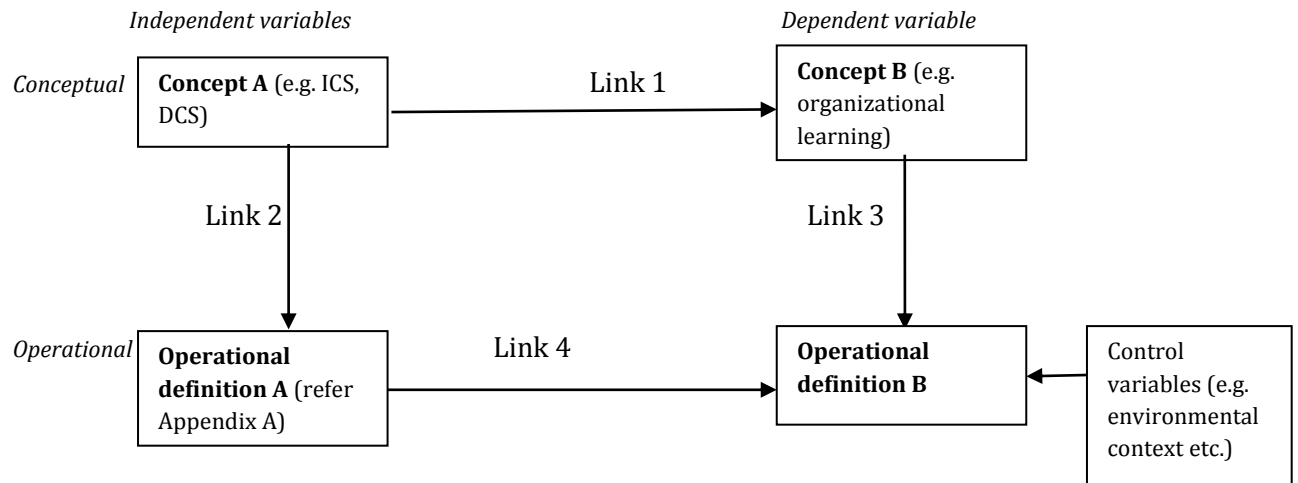 Independent variables
Dependent variable
Conceptual
Concept A (e.g. ICS,
DCS)
Link 1
Concept B (e.g.
organizational
learning)
Link 2
Link 3
Operational
Operational
definition A (refer
Appendix A)
Link 4
Operational
definition B
Control
variables (e.g.
environmental
context etc.)